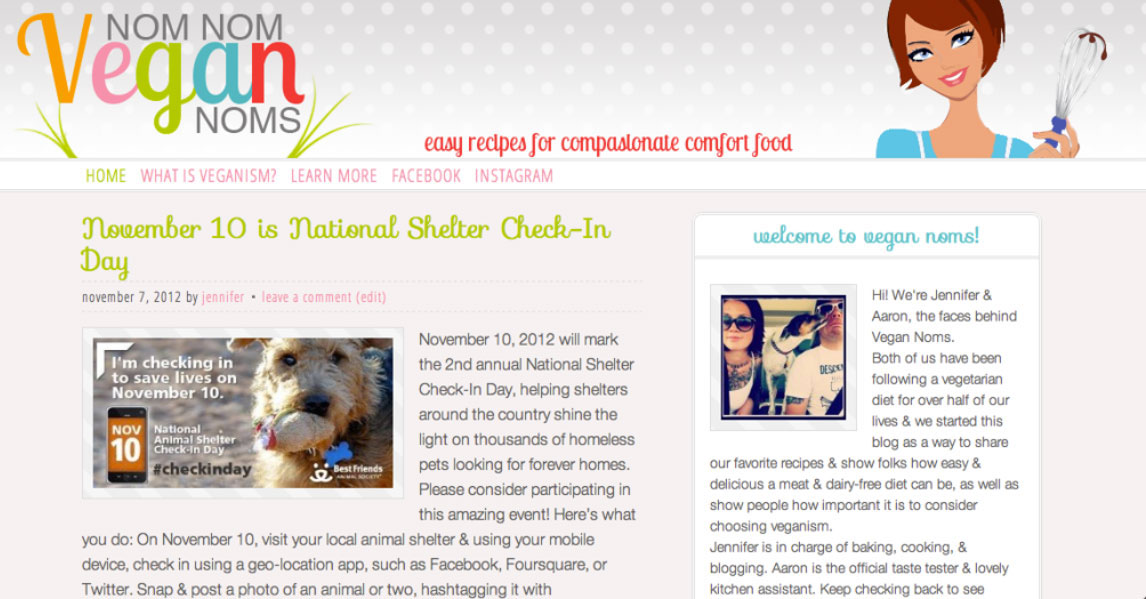 NOM NOM
Vegan
NOMS
easy recipes for compassionate comfort food
HOME WHAT IS VEGANISM? LEARN MORE FACEBOOK INSTAGRAM
November 10 is National Shelter Check-In
Day
november 7, 2012 by jennifer • leave a comment (edit)
I'm checking in
to save lives on
November 10.
NOV
10
National
Animal Shelter
Check-In Day
#checkinday
Best Friends
ANIMAL SOCIETY
November 10, 2012 will mark
the 2nd annual National Shelter
Check-In Day, helping shelters
around the country shine the
light on thousands of homeless
pets looking for forever homes.
Please consider participating in
this amazing event! Here's what
you do: On November 10, visit your local animal shelter & using your mobile
device, check in using a geo-location app, such as Facebook, Foursquare, or
Twitter. Snap & post a photo of an animal or two, hashtagging it with
welcome to vegan noms!
Hi! We're Jennifer &
Aaron, the faces behind
Vegan Noms.
Both of us have been
following a vegetarian
diet for over half of our
lives & we started this
blog as a way to share
our favorite recipes & show folks how easy &
delicious a meat & dairy-free diet can be, as well as
show people how important it is to consider
choosing veganism.
Jennifer is in charge of baking, cooking, &
blogging. Aaron is the official taste tester & lovely
kitchen assistant. Keep checking back to see